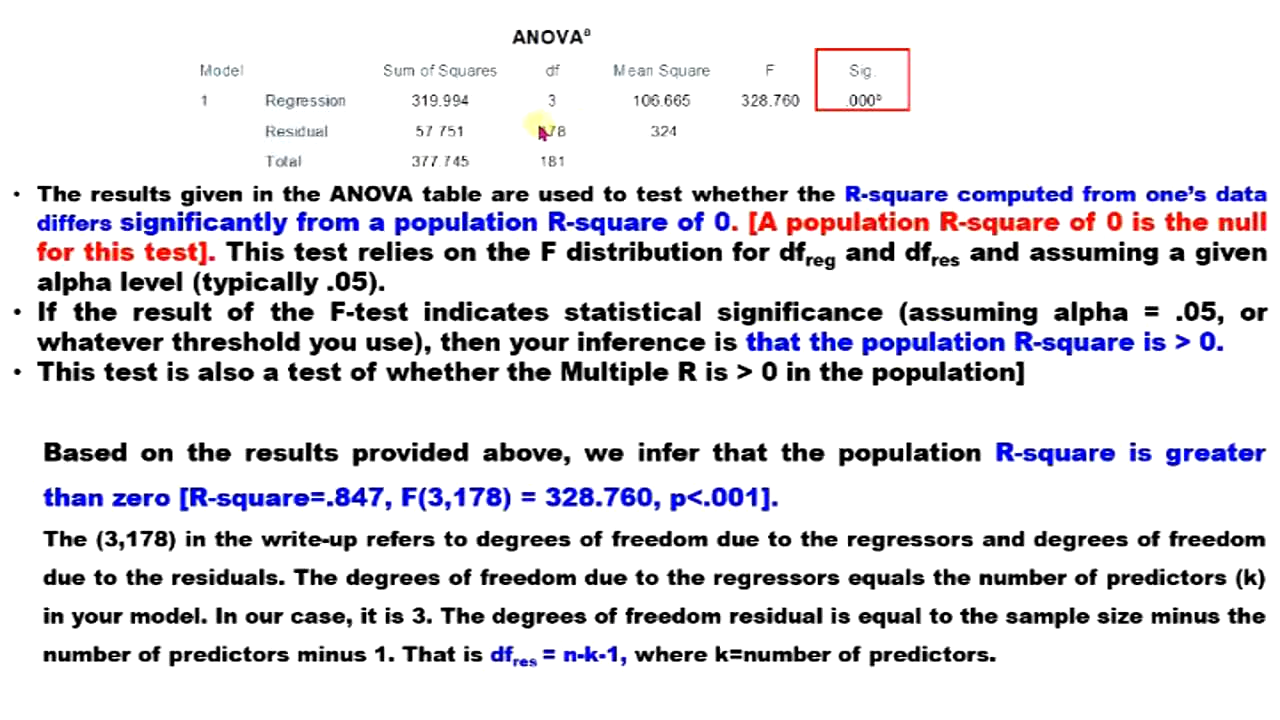 ANOVAᵃ
Model Sum of Squares df Mean Square F Sig.
1 Regression 319.994 3 106.665 328.760 .000ᵇ
Residual 57.751 78 324
Total 377.745 181
• The results given in the ANOVA table are used to test whether the R-square computed from one's data
differs significantly from a population R-square of 0. [A population R-square of 0 is the null
for this test]. This test relies on the F distribution for dfreg and dfres and assuming a given
alpha level (typically .05).
• If the result of the F-test indicates statistical significance (assuming alpha = .05, or
whatever threshold you use), then your inference is that the population R-square is > 0.
• This test is also a test of whether the Multiple R is > 0 in the population]
Based on the results provided above, we infer that the population R-square is greater
than zero [R-square=.847, F(3,178) = 328.760, p<.001].
The (3,178) in the write-up refers to degrees of freedom due to the regressors and degrees of freedom
due to the residuals. The degrees of freedom due to the regressors equals the number of predictors (k)
in your model. In our case, it is 3. The degrees of freedom residual is equal to the sample size minus the
number of predictors minus 1. That is dfres = n-k-1, where k=number of predictors.